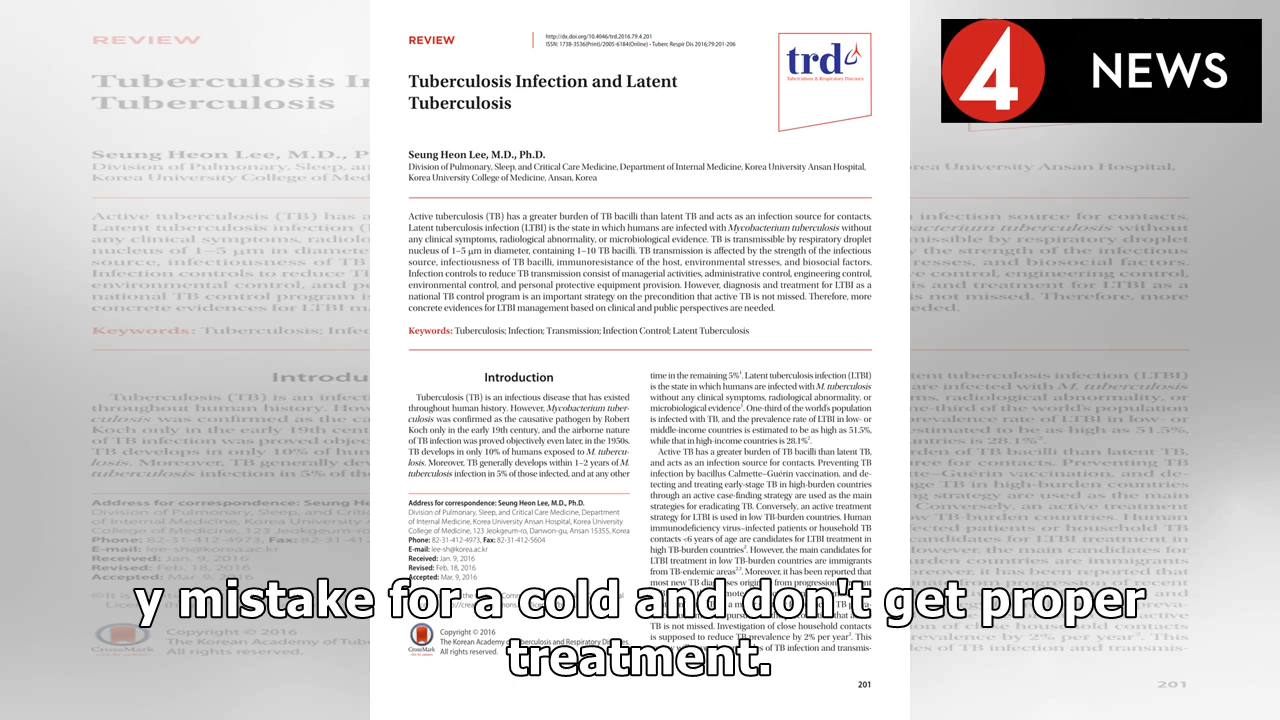 REVIEW
http://dx.doi.org/10.4046/trd.2016.79.4.201
ISSN: 1738-3536(Print)/2005-6184(Online) • Tuberc Respir Dis 2016;79:201-206
trd
Tuberculosis & Respiratory Diseases
4 NEWS
Tuberculosis Infection and Latent
Tuberculosis
Seung Heon Lee, M.D., Ph.D.
Division of Pulmonary, Sleep, and Critical Care Medicine, Department of Internal Medicine, Korea University Ansan Hospital,
Korea University College of Medicine, Ansan, Korea
Active tuberculosis (TB) has a greater burden of TB bacilli than latent TB and acts as an infection source for contacts.
Latent tuberculosis infection (LTBI) is the state in which humans are infected with Mycobacterium tuberculosis without
any clinical symptoms, radiological abnormality, or microbiological evidence. TB is transmissible by respiratory droplet
nucleus of 1–5 μm in diameter, containing 1–10 TB bacilli. TB transmission is affected by the strength of the infectious
source, infectiousness of TB bacilli, immunoresistance of the host, environmental stresses, and biosocial factors.
Infection controls to reduce TB transmission consist of managerial activities, administrative control, engineering control,
environmental control, and personal protective equipment provision. However, diagnosis and treatment for LTBI as a
national TB control program is an important strategy on the precondition that active TB is not missed. Therefore, more
concrete evidences for LTBI management based on clinical and public perspectives are needed.
Keywords: Tuberculosis; Infection; Transmission; Infection Control; Latent Tuberculosis
Introduction
Tuberculosis (TB) is an infectious disease that has existed
throughout human history. However, Mycobacterium tuber-
culosis was confirmed as the causative pathogen by Robert
Koch only in the early 19th century, and the airborne nature
of TB infection was proved objectively even later, in the 1950s.
TB develops in only 10% of humans exposed to M. tubercu-
losis. Moreover, TB generally develops within 1–2 years of M.
tuberculosis infection in 5% of those infected, and at any other
Address for correspondence: Seung Heon Lee, M.D., Ph.D.
Division of Pulmonary, Sleep, and Critical Care Medicine, Department
of Internal Medicine, Korea University Ansan Hospital, Korea University
College of Medicine, 123 Jeokgeum-ro, Danwon-gu, Ansan 15355, Korea
Phone: 82-31-412-4973, Fax: 82-31-412-5604
E-mail: lee-sh@korea.ac.kr
Received: Jan. 9, 2016
Revised: Feb. 18, 2016
Accepted: Mar. 9, 2016
CrossMark
Copyright © 2016
The Korean Academy of Tuberculosis and Respiratory Diseases.
All rights reserved.
time in the remaining 5%1. Latent tuberculosis infection (LTBI)
is the state in which humans are infected with M. tuberculosis
without any clinical symptoms, radiological abnormality, or
microbiological evidence1. One-third of the world's population
is infected with TB, and the prevalence rate of LTBI in low- or
middle-income countries is estimated to be as high as 51.5%,
while that in high-income countries is 28.1%2.
Active TB has a greater burden of TB bacilli than latent TB,
and acts as an infection source for contacts. Preventing TB
infection by bacillus Calmette–Guérin vaccination, and de-
tecting and treating early-stage TB in high-burden countries
through an active case-finding strategy are used as the main
strategies for eradicating TB. Conversely, an active treatment
strategy for LTBI is used in low TB-burden countries. Human
immunodeficiency virus–infected patients or household TB
contacts <6 years of age are candidates for LTBI treatment in
high TB-burden countries2. However, the main candidates for
LTBI treatment in low TB-burden countries are immigrants
from TB-endemic areas2,3. Moreover, it has been reported that
most new TB
TB is not missed. Investigation of close household contacts
is supposed to reduce TB prevalence by 2% per year7. This
of TB infection and transmis-
201
y mistake for a cold and don't get proper
treatment.